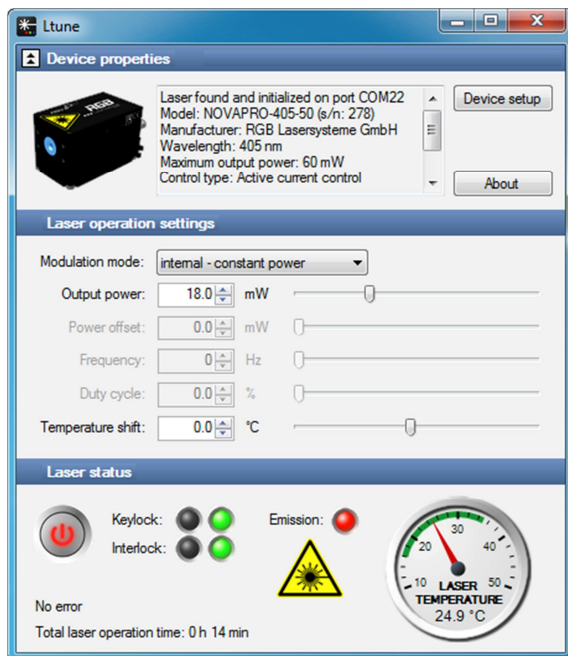 Ltune
Device properties
RGB
Laser found and initialized on port COM22
Model: NOVAPRO-405-50 (s/n: 278)
Manufacturer: RGB Lasersysteme GmbH
Wavelength: 405 nm
Maximum output power: 60 mW
Control type: Active current control
Device setup
About
Laser operation settings
Modulation mode: internal - constant power
Output power: 18.0 mW
Power offset: 0.0 mW
Frequency: 0 Hz
Duty cycle: 0.0 %
Temperature shift: 0.0 °C
Laser status
Keylock: Emission:
Interlock:
10 20 30 40 50
LASER
TEMPERATURE
24.9 °C
No error
Total laser operation time: 0 h 14 min